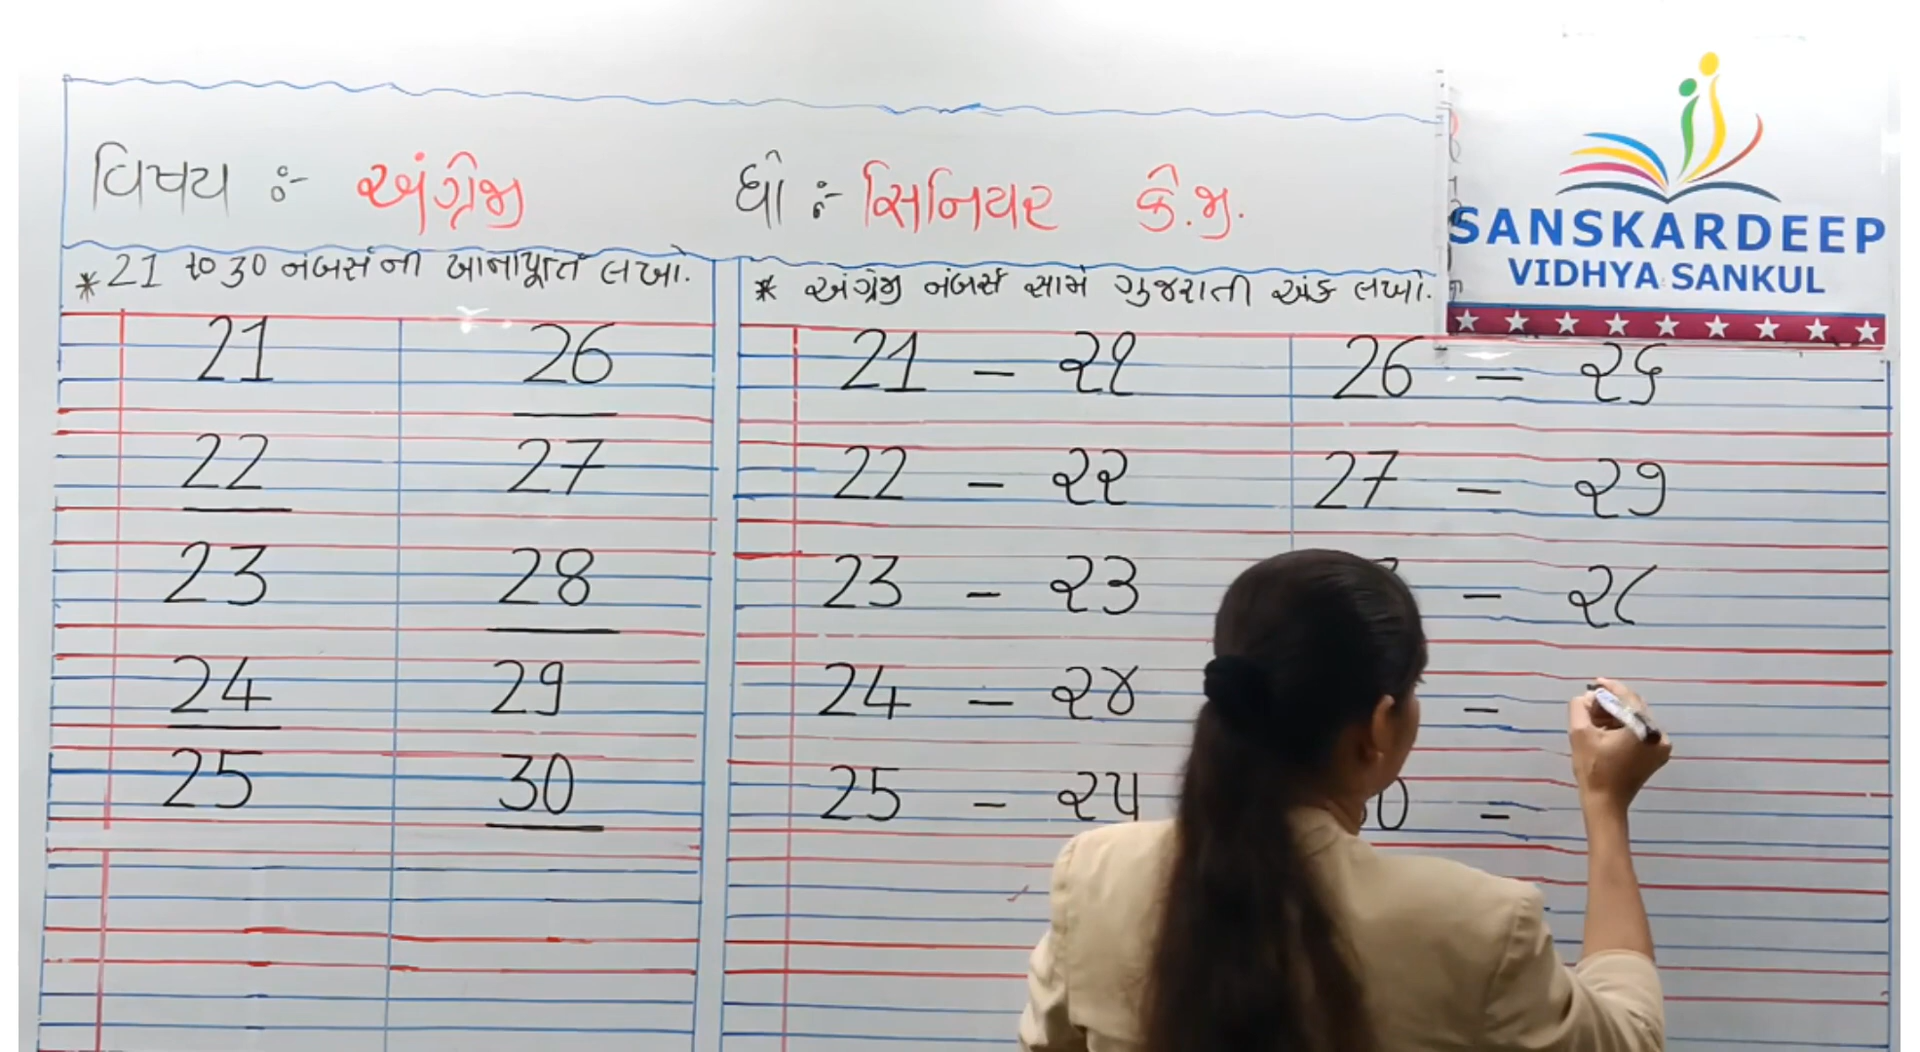 વિષય ઃ- અંગ્રેજી
ધો ઃ- સિનિયર કે.જી.
SANSKARDEEP
VIDHYA SANKUL
* 21 to 30 નંબર્સની ખાનાપૂર્તિ લખો.
21 26
22 27
23 28
24 29
25 30
* અંગ્રેજી નંબર્સ સામે ગુજરાતી અંક લખો.
21 - ૨૧ 26 - ૨૬
22 - ૨૨ 27 - ૨૭
23 - ૨૩ - ૨૮
24 - ૨૪ -
25 - ૨૫ 0 -